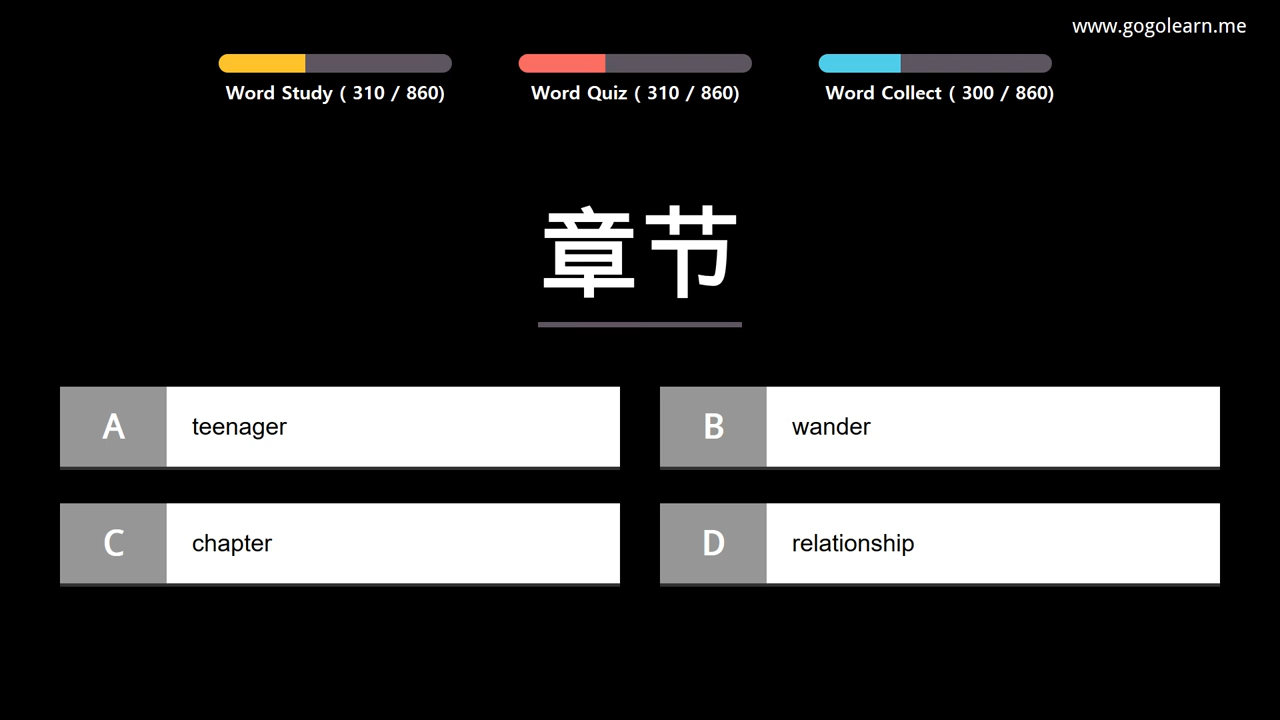 www.gogolearn.me
Word Study ( 310 / 860)
Word Quiz ( 310 / 860)
Word Collect ( 300 / 860)
章节
A teenager
B wander
C chapter
D relationship